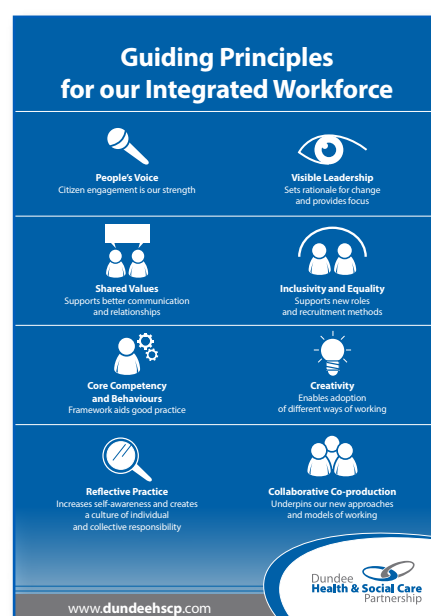 Guiding Principles
for our Integrated Workforce
People's Voice
Citizen engagement is our strength
Visible Leadership
Sets rationale for change
and provides focus
Shared Values
Supports better communication
and relationships
Inclusivity and Equality
Supports new roles
and recruitment methods
Core Competency
and Behaviours
Framework aids good practice
Creativity
Enables adoption
of different ways of working
Reflective Practice
Increases self-awareness and creates
a culture of individual
and collective responsibility
Collaborative Co-production
Underpins our new approaches
and models of working
www.dundeehscp.com
Dundee
Health & Social Care
Partnership